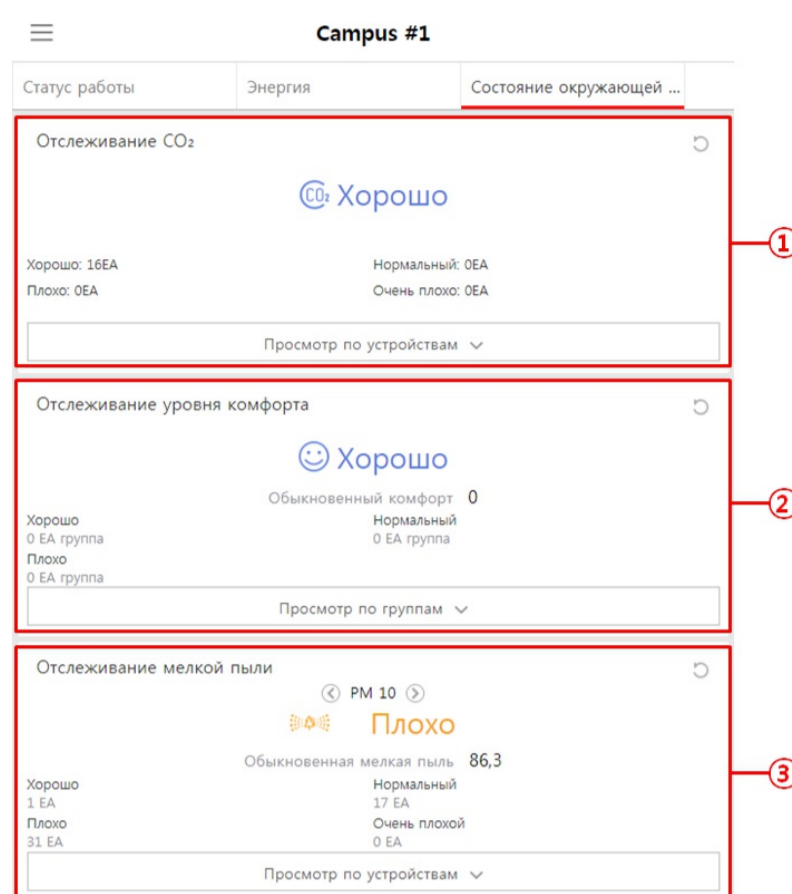 Campus #1
Статус работы Энергия Состояние окружающей ...
Отслеживание CO₂
CO₂ Хорошо
①
Хорошо: 16EA Нормальный: 0EA
Плохо: 0EA Очень плохо: 0EA
Просмотр по устройствам
Отслеживание уровня комфорта
Хорошо
Обыкновенный комфорт 0
②
Хорошо Нормальный
0 EA группа 0 EA группа
Плохо
0 EA группа
Просмотр по группам
Отслеживание мелкой пыли
PM 10
Плохо
Обыкновенная мелкая пыль 86,3
③
Хорошо Нормальный
1 EA 17 EA
Плохо Очень плохой
31 EA 0 EA
Просмотр по устройствам